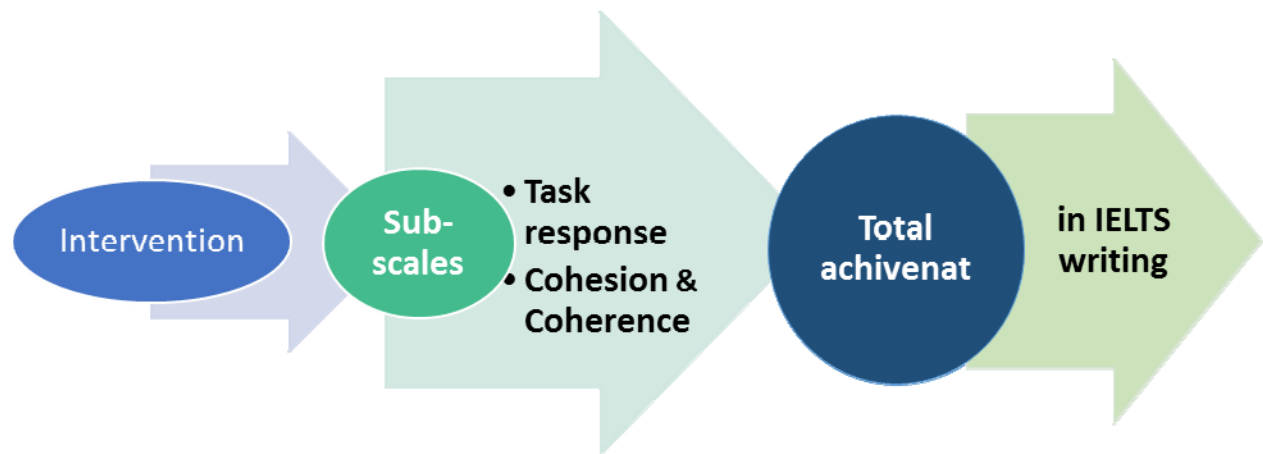 Intervention
Sub-
scales
• Task
response
• Cohesion &
Coherence
Total
achivenat
in IELTS
writing